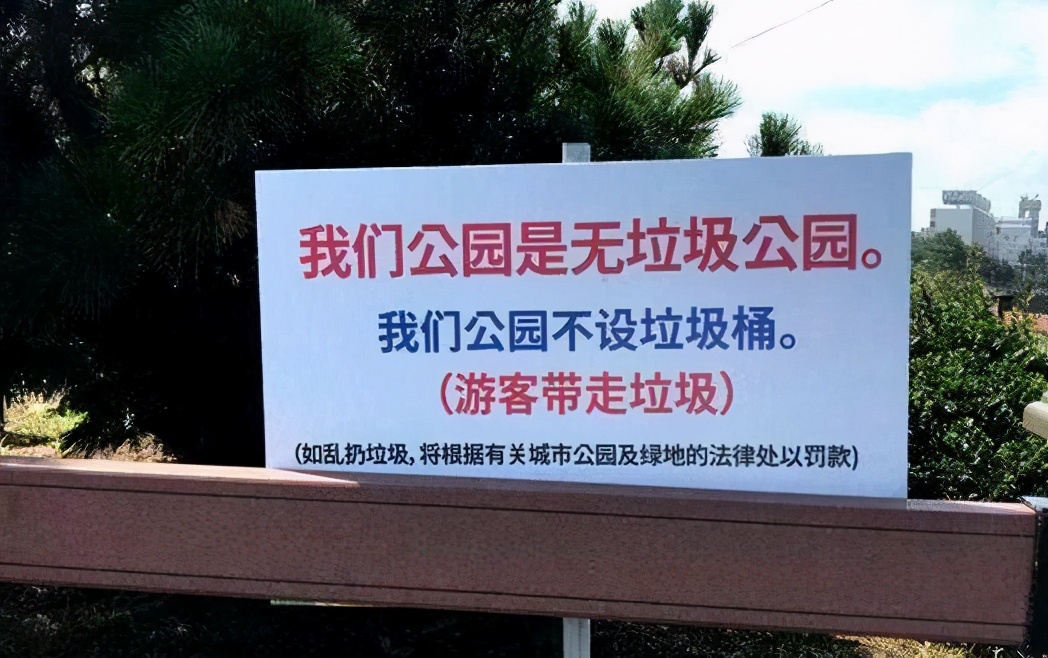 我们公园是无垃圾公园。
我们公园不设垃圾桶。
（游客带走垃圾）
(如乱扔垃圾, 将根据有关城市公园及绿地的法律处以罚款)